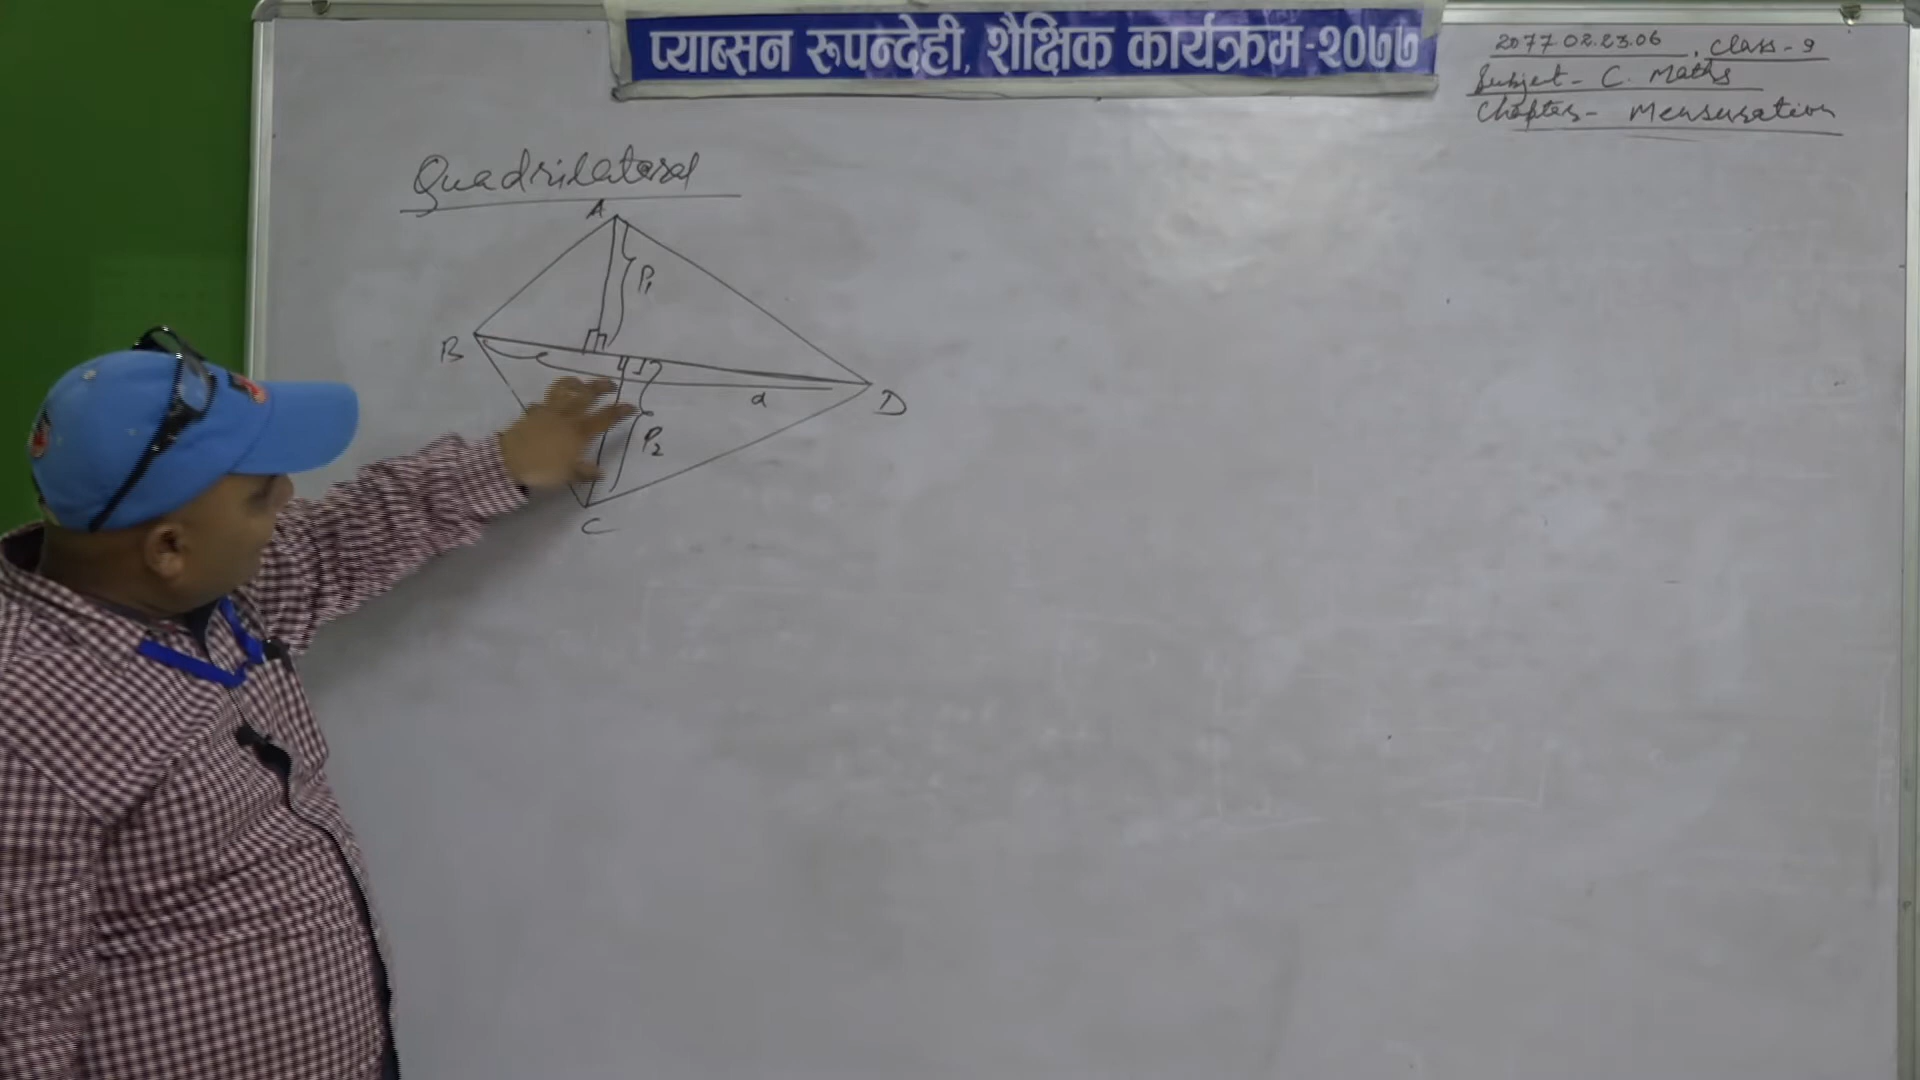 प्याब्सन रूपन्देही, शैक्षिक कार्यक्रम-२०७७
2077.02.23.06, Class-9
Subject- C. Maths
Chapter- Mensuration
Quadrilateral
A
P1
B
d
D
P2
C